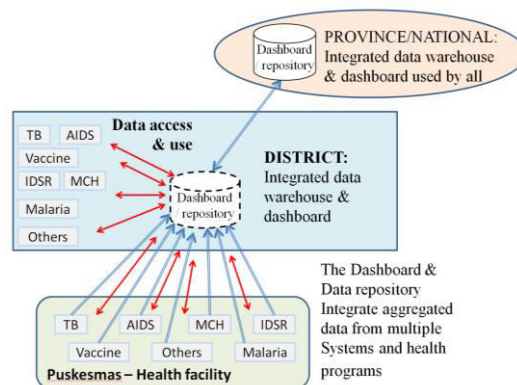 Dashboard
/ repository
PROVINCE/NATIONAL:
Integrated data warehouse
& dashboard used by all
TB AIDS
Vaccine
IDSR MCH
Malaria
Others
Data access
& use
Dashboard
/ repository
DISTRICT:
Integrated data
warehouse &
dashboard
TB AIDS MCH IDSR
Vaccine Others Malaria
Puskesmas – Health facility
The Dashboard &
Data repository
Integrate aggregated
data from multiple
Systems and health
programs